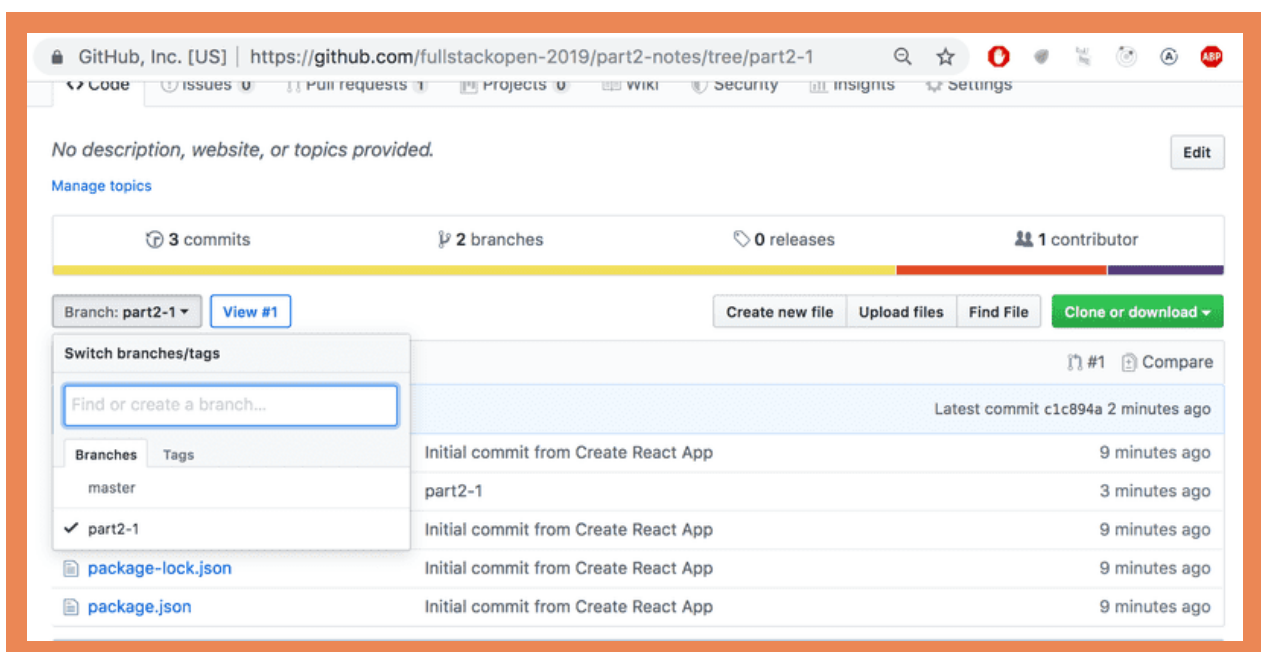 GitHub, Inc. [US] | https://github.com/fullstackopen-2019/part2-notes/tree/part2-1 ABP
<> Code Issues 0 Pull requests 1 Projects 0 Wiki Security Insights Settings
No description, website, or topics provided. Edit
Manage topics
3 commits 2 branches 0 releases 1 contributor
Branch: part2-1 View #1 Create new file Upload files Find File Clone or download
Switch branches/tags #1 Compare
Find or create a branch... Latest commit c1c894a 2 minutes ago
Branches Tags Initial commit from Create React App 9 minutes ago
master part2-1 3 minutes ago
part2-1 Initial commit from Create React App 9 minutes ago
package-lock.json Initial commit from Create React App 9 minutes ago
package.json Initial commit from Create React App 9 minutes ago